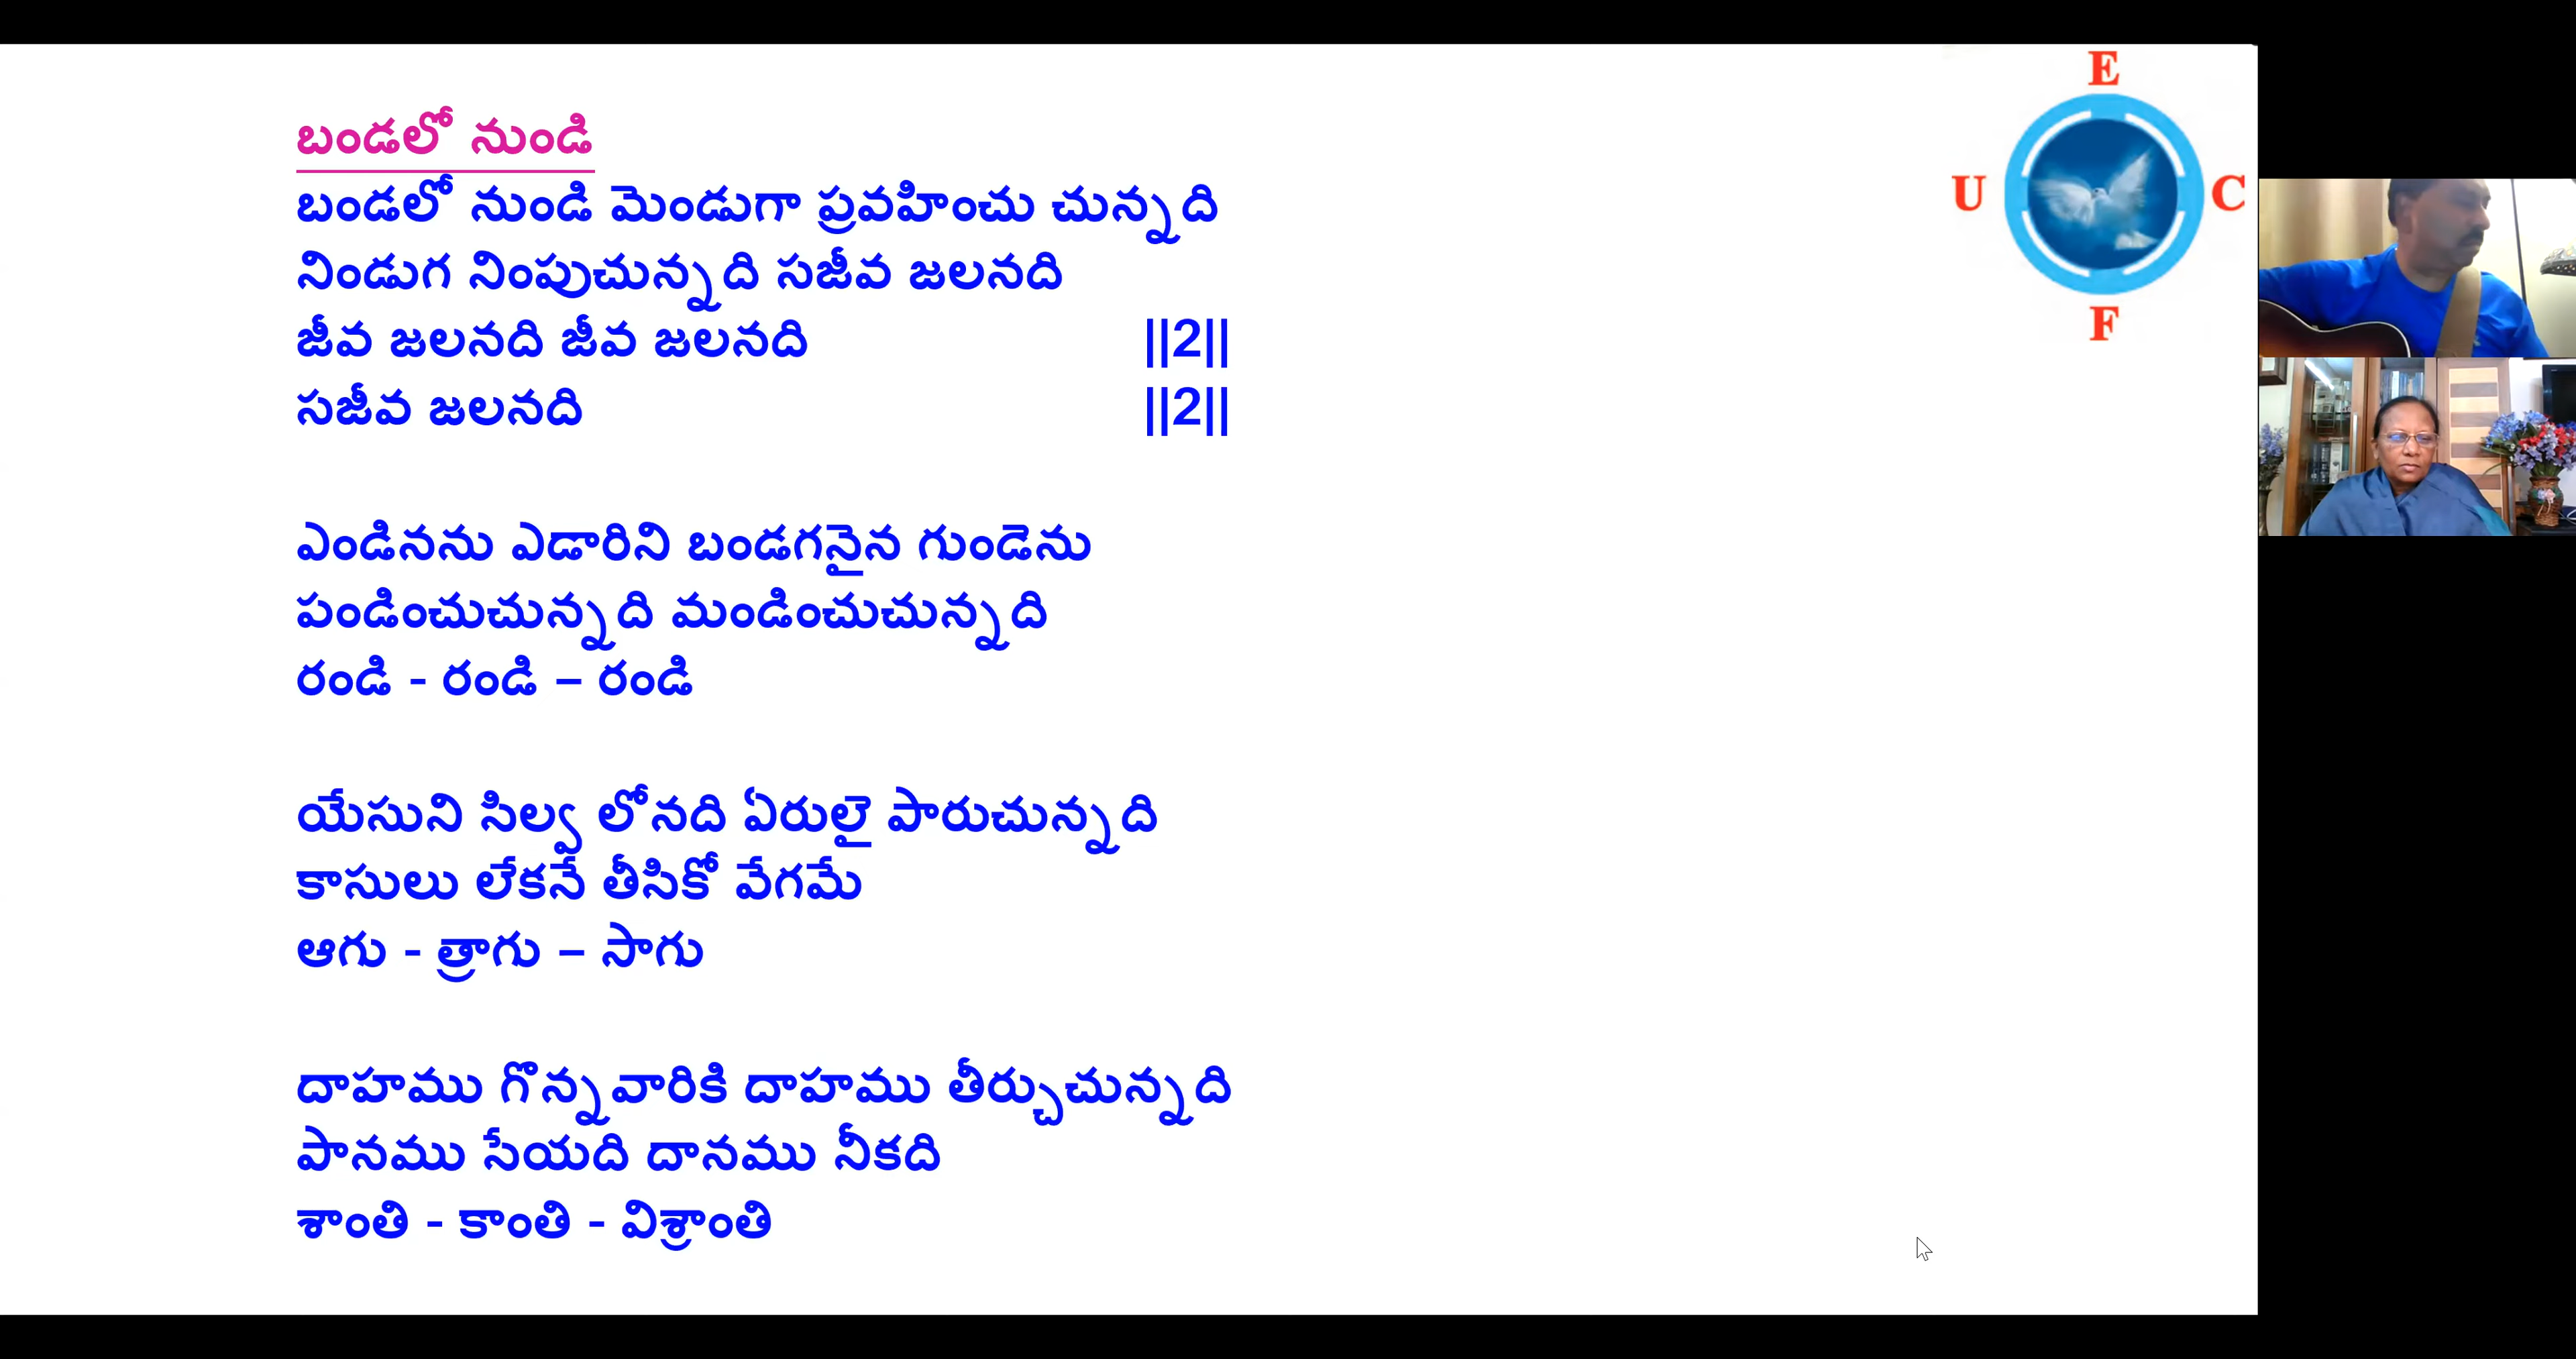 బండలో నుండి
బండలో నుండి మెండుగా ప్రవహించు చున్నది
నిండుగ నింపుచున్నది సజీవ జలనది
జీవ జలనది జీవ జలనది ||2||
సజీవ జలనది ||2||
ఎండినను ఎడారిని బండగనైన గుండెను
పండించుచున్నది మండించుచున్నది
రండి - రండి – రండి
యేసుని సిల్వ లోనది ఏరులై పారుచున్నది
కాసులు లేకనే తీసికో వేగమే
ఆగు - త్రాగు – సాగు
దాహము గొన్నవారికి దాహము తీర్చుచున్నది
పానము సేయది దానము నీకది
శాంతి - కాంతి - విశ్రాంతి
E
U C
F